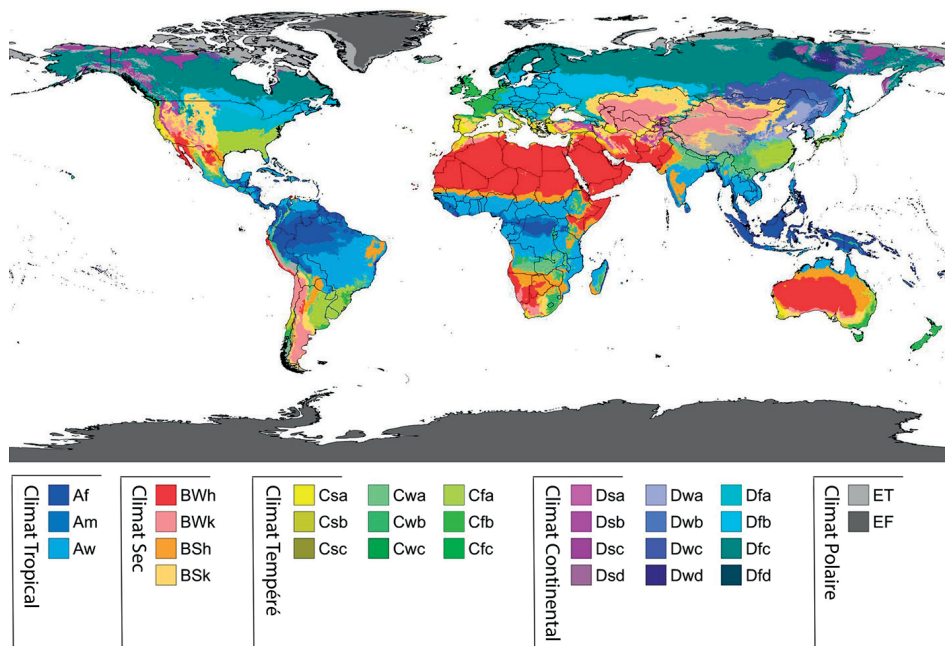 Climat Tropical
Af
Am
Aw
Climat Sec
BWh
BWk
BSh
BSk
Climat Tempéré
Csa
Csb
Csc
Cwa
Cwb
Cwc
Cfa
Cfb
Cfc
Climat Continental
Dsa
Dsb
Dsc
Dsd
Dwa
Dwb
Dwc
Dwd
Dfa
Dfb
Dfc
Dfd
Climat Polaire
ET
EF